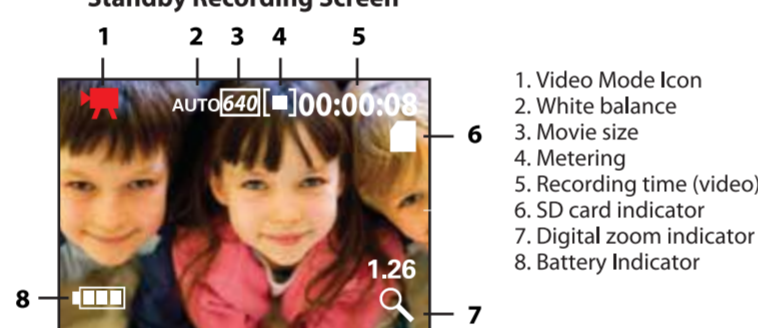 Standby Recording Screen
1 2 3 4 5
AUTO 640 [■] 00:00:08
6
1.26
8
7
1. Video Mode Icon
2. White balance
3. Movie size
4. Metering
5. Recording time (video)
6. SD card indicator
7. Digital zoom indicator
8. Battery Indicator